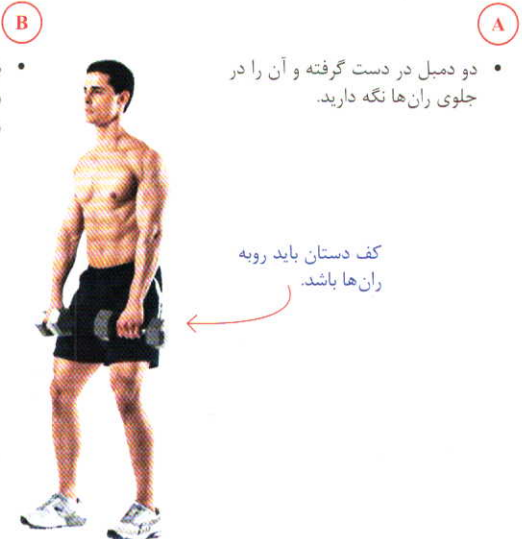 A
• دو دمبل در دست گرفته و آن را در
جلوی ران‌ها نگه دارید.
کف دستان باید روبه
ران‌ها باشد.
B
•